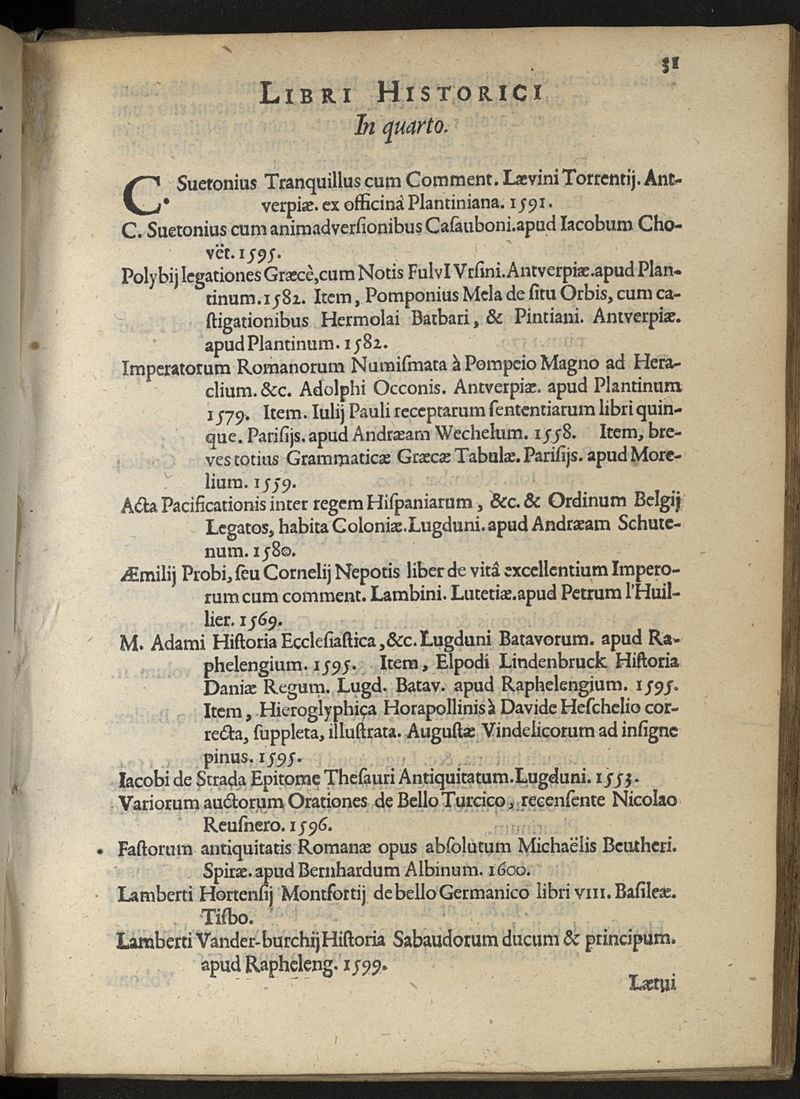 51
LIBRI HISTORICI
In quarto.
C. Suetonius Tranquillus cum Comment. Lævini Torrentij. Ant-
verpiæ. ex officinâ Plantiniana. 1591.
C. Suetonius cum animadverſionibus Caſauboni. apud Iacobum Cho-
vët. 1595.
Polybij legationes Græcè, cum Notis FulvI Vrſini. Antverpiæ. apud Plan-
tinum. 1582. Item, Pomponius Mela de ſitu Orbis, cum ca-
ſtigationibus Hermolai Batbari, & Pintiani. Antverpiæ.
apud Plantinum. 1582.
Imperatorum Romanorum Numiſmata à Pompeio Magno ad Hera-
clium. &c. Adolphi Occonis. Antverpiæ. apud Plantinum
1579. Item. Iulij Pauli receptarum ſententiarum libri quin-
que. Pariſijs. apud Andræam Wechelum. 1558. Item, bre-
ves totius Grammaticæ Græcæ Tabulæ. Pariſijs. apud More-
lium. 1559.
Acta Pacificationis inter regem Hiſpaniarum, &c. & Ordinum Belgij
Legatos, habita Coloniæ. Lugduni. apud Andræam Schute-
num. 1580.
Æmilij Probi, ſeu Cornelij Nepotis liber de vitâ excellentium Impero-
rum cum comment. Lambini. Lutetiæ. apud Petrum l'Huil-
lier. 1569.
M. Adami Hiſtoria Eccleſiaſtica, &c. Lugduni Batavorum. apud Ra-
phelengium. 1595. Item, Elpodi Lindenbruck Hiſtoria
Daniæ Regum. Lugd. Batav. apud Raphelengium. 1595.
Item, Hieroglyphica Horapollinis à Davide Heſchelio cor-
recta, ſuppleta, illuſtrata. Auguſtæ Vindelicorum ad inſigne
pinus. 1595.
Iacobi de Strada Epitome Theſauri Antiquitatum. Lugduni. 1553.
Variorum auctorum Orationes de Bello Turcico, recenſente Nicolao
Reuſnero. 1596.
Faſtorum antiquitatis Romanæ opus abſolutum Michaëlis Beutheri.
Spiræ. apud Bernhardum Albinum. 1600.
Lamberti Hortenſij Montfortij de bello Germanico libri VIII. Baſileæ.
Tiſbo.
Lamberti Vander-burchij Hiſtoria Sabaudorum ducum & principum.
apud Rapheleng. 1599.
Lætui